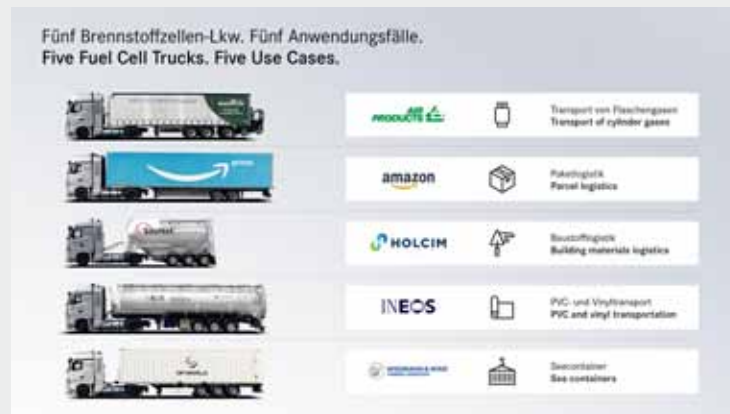 Fünf Brennstoffzellen-Lkw. Fünf Anwendungsfälle.
Five Fuel Cell Trucks. Five Use Cases.
AIR
PRODUCTS
Transport von Flaschengasen
Transport of cylinder gases
amazon
Paketlogistik
Parcel logistics
HOLCIM
Baustofflogistik
Building materials logistics
INEOS
PVC- und Vinyltransport
PVC and vinyl transportation
Seecontainer
Sea containers